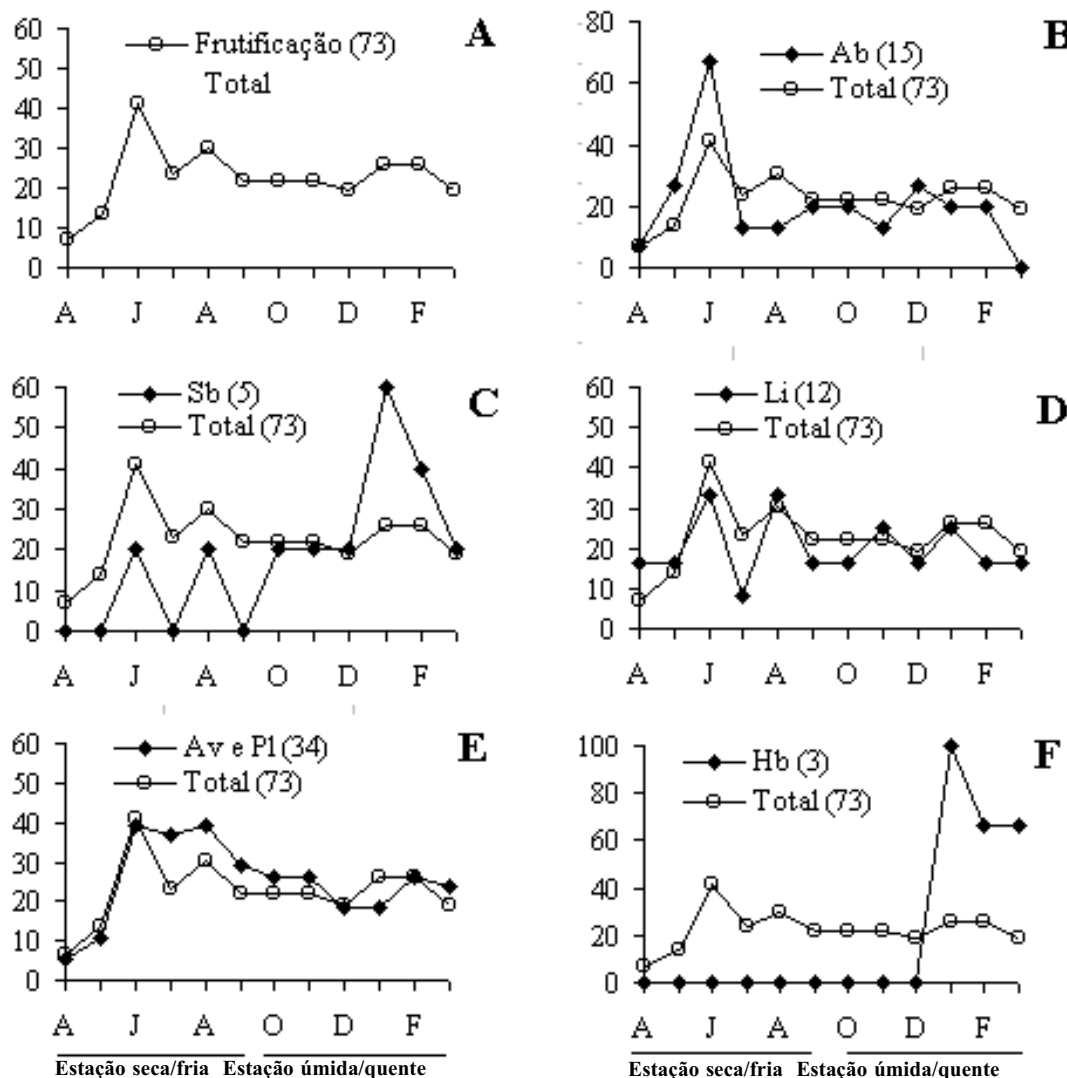 60
50
40
30
20
10
0
Frutificação (73)
Total
A
A J A O D F
80
60
40
20
0
Ab (15)
Total (73)
B
A J A O D F
60
50
40
30
20
10
0
Sb (5)
Total (73)
C
A J A O D F
60
50
40
30
20
10
0
Li (12)
Total (73)
D
A J A O D F
60
50
40
30
20
10
0
Av e Pl (34)
Total (73)
E
A J A O D F
Estação seca/fria Estação úmida/quente
100
80
60
40
20
0
Hb (3)
Total (73)
F
A J A O D F
Estação seca/fria Estação úmida/quente